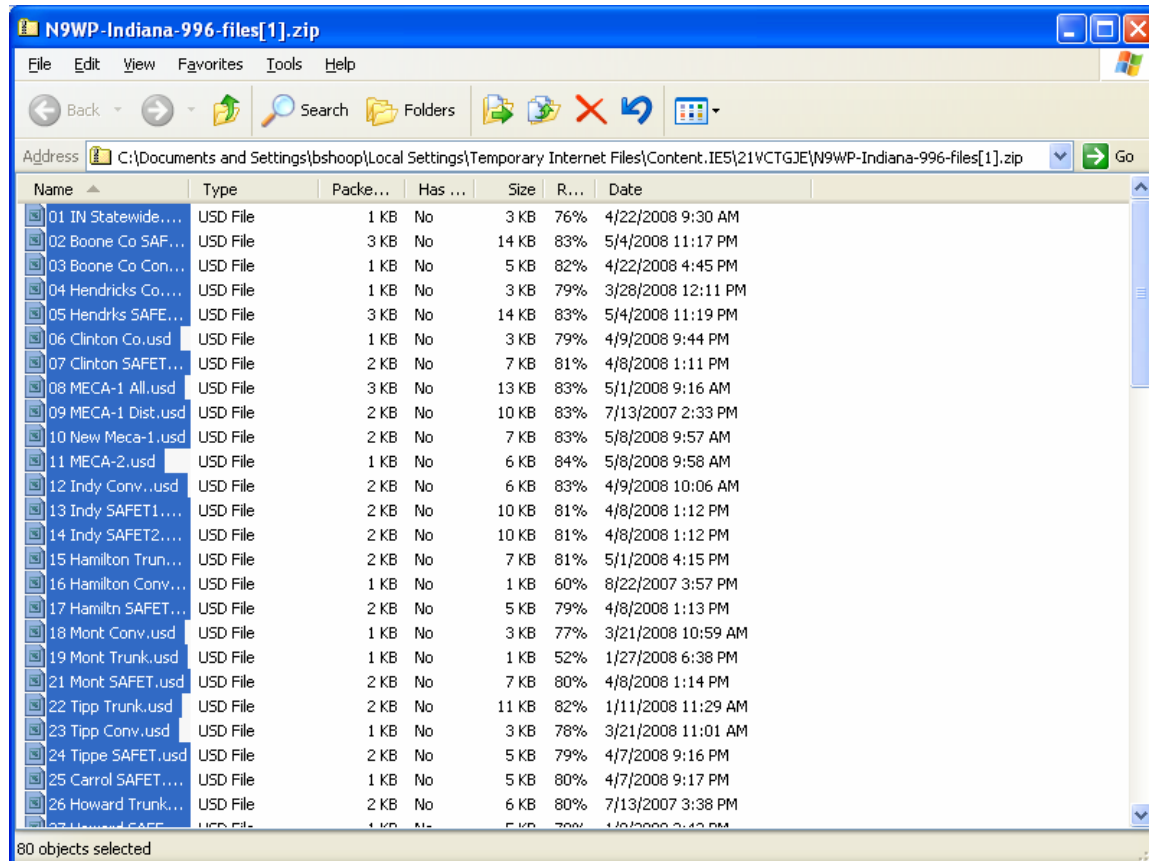 N9WP-Indiana-996-files[1].zip
File Edit View Favorites Tools Help
Back Search Folders
Address C:\Documents and Settings\bshoop\Local Settings\Temporary Internet Files\Content.IE5\21VCTGJE\N9WP-Indiana-996-files[1].zip Go
Name Type Packe... Has ... Size R... Date
01 IN Statewide.... USD File 1 KB No 3 KB 76% 4/22/2008 9:30 AM
02 Boone Co SAF... USD File 3 KB No 14 KB 83% 5/4/2008 11:17 PM
03 Boone Co Con... USD File 1 KB No 5 KB 82% 4/22/2008 4:45 PM
04 Hendricks Co.... USD File 1 KB No 3 KB 79% 3/28/2008 12:11 PM
05 Hendrks SAFE... USD File 3 KB No 14 KB 83% 5/4/2008 11:19 PM
06 Clinton Co.usd USD File 1 KB No 3 KB 79% 4/9/2008 9:44 PM
07 Clinton SAFET... USD File 2 KB No 7 KB 81% 4/8/2008 1:11 PM
08 MECA-1 All.usd USD File 3 KB No 13 KB 83% 5/1/2008 9:16 AM
09 MECA-1 Dist.usd USD File 2 KB No 10 KB 83% 7/13/2007 2:33 PM
10 New Meca-1.usd USD File 2 KB No 7 KB 83% 5/8/2008 9:57 AM
11 MECA-2.usd USD File 1 KB No 6 KB 84% 5/8/2008 9:58 AM
12 Indy Conv..usd USD File 2 KB No 6 KB 83% 4/9/2008 10:06 AM
13 Indy SAFET1.... USD File 2 KB No 10 KB 81% 4/8/2008 1:12 PM
14 Indy SAFET2.... USD File 2 KB No 10 KB 81% 4/8/2008 1:12 PM
15 Hamilton Trun... USD File 2 KB No 7 KB 81% 5/1/2008 4:15 PM
16 Hamilton Conv... USD File 1 KB No 1 KB 60% 8/22/2007 3:57 PM
17 Hamiltn SAFET... USD File 2 KB No 5 KB 79% 4/8/2008 1:13 PM
18 Mont Conv.usd USD File 1 KB No 3 KB 77% 3/21/2008 10:59 AM
19 Mont Trunk.usd USD File 1 KB No 1 KB 52% 1/27/2008 6:38 PM
21 Mont SAFET.usd USD File 2 KB No 7 KB 80% 4/8/2008 1:14 PM
22 Tipp Trunk.usd USD File 2 KB No 11 KB 82% 1/11/2008 11:29 AM
23 Tipp Conv.usd USD File 1 KB No 3 KB 78% 3/21/2008 11:01 AM
24 Tippe SAFET.usd USD File 2 KB No 5 KB 79% 4/7/2008 9:16 PM
25 Carrol SAFET.... USD File 1 KB No 5 KB 80% 4/7/2008 9:17 PM
26 Howard Trunk... USD File 2 KB No 6 KB 80% 7/13/2007 3:38 PM
80 objects selected